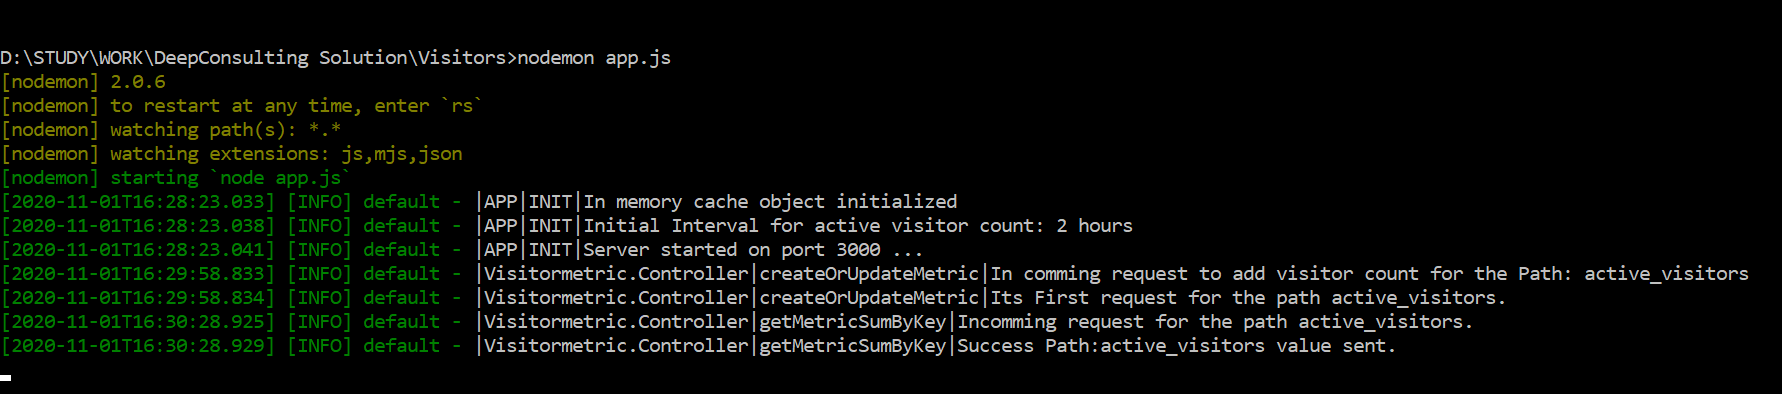 D:\STUDY\WORK\DeepConsulting Solution\Visitors>nodemon app.js
[nodemon] 2.0.6
[nodemon] to restart at any time, enter `rs`
[nodemon] watching path(s): *.*
[nodemon] watching extensions: js,mjs,json
[nodemon] starting `node app.js`
[2020-11-01T16:28:23.033] [INFO] default - |APP|INIT|In memory cache object initialized
[2020-11-01T16:28:23.038] [INFO] default - |APP|INIT|Initial Interval for active visitor count: 2 hours
[2020-11-01T16:28:23.041] [INFO] default - |APP|INIT|Server started on port 3000 ...
[2020-11-01T16:29:58.833] [INFO] default - |Visitormetric.Controller|createOrUpdateMetric|In comming request to add visitor count for the Path: active_visitors
[2020-11-01T16:29:58.834] [INFO] default - |Visitormetric.Controller|createOrUpdateMetric|Its First request for the path active_visitors.
[2020-11-01T16:30:28.925] [INFO] default - |Visitormetric.Controller|getMetricSumByKey|Incomming request for the path active_visitors.
[2020-11-01T16:30:28.929] [INFO] default - |Visitormetric.Controller|getMetricSumByKey|Success Path:active_visitors value sent.